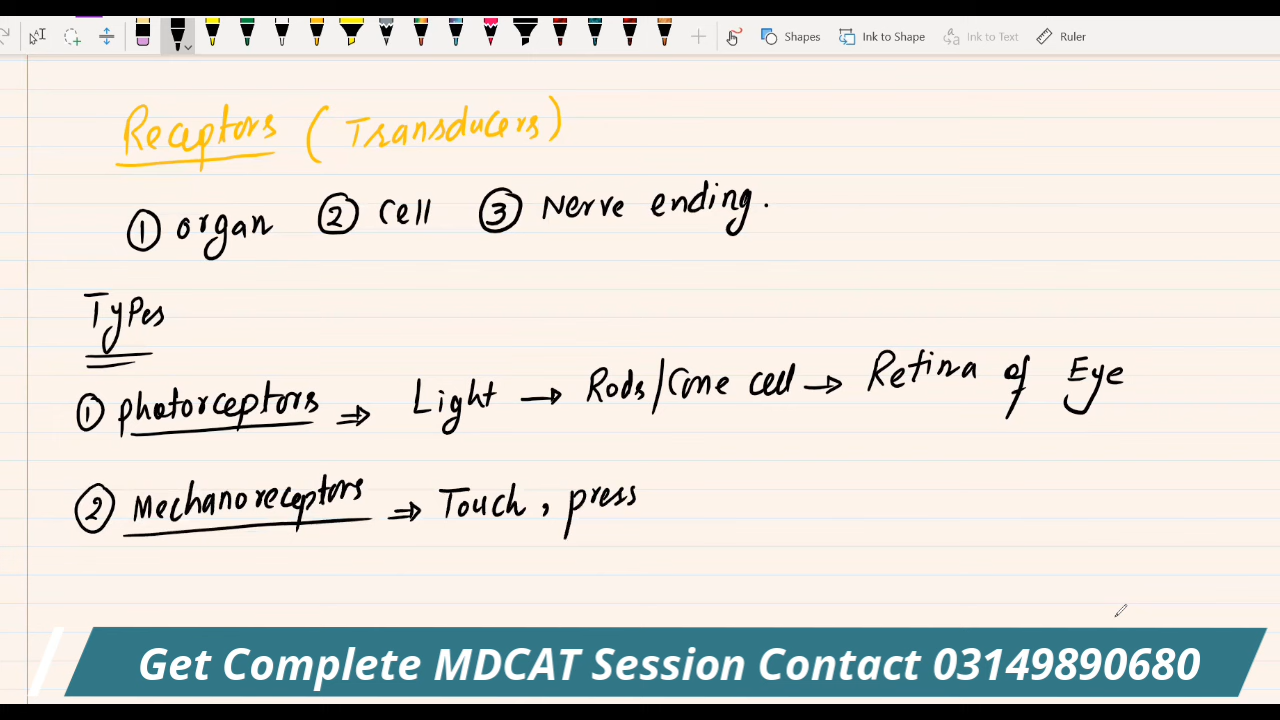 Shapes Ink to Shape Ink to Text Ruler
Receptors (Transducers)
① organ ② Cell ③ Nerve ending.
Types
① photorceptors ⇒ Light → Rods/Cone cell → Retina of Eye
② Mechanoreceptors ⇒ Touch, press
Get Complete MDCAT Session Contact 03149890680